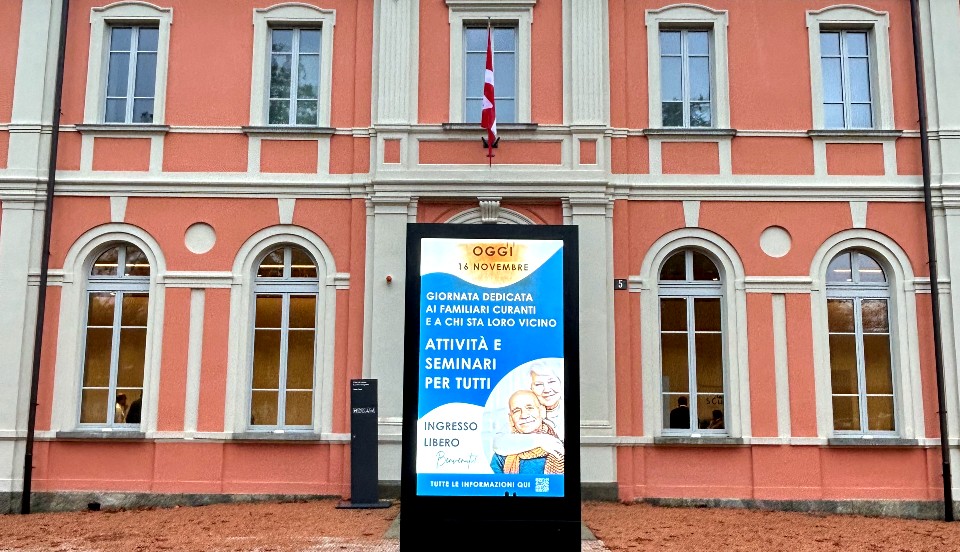 OGGI
16 NOVEMBRE
GIORNATA DEDICATA
AI FAMILIARI CURANTI
E A CHI STA LORO VICINO
ATTIVITÀ E
SEMINARI
PER TUTTI
INGRESSO
LIBERO
Benvenuti
TUTTE LE INFORMAZIONI QUI
5